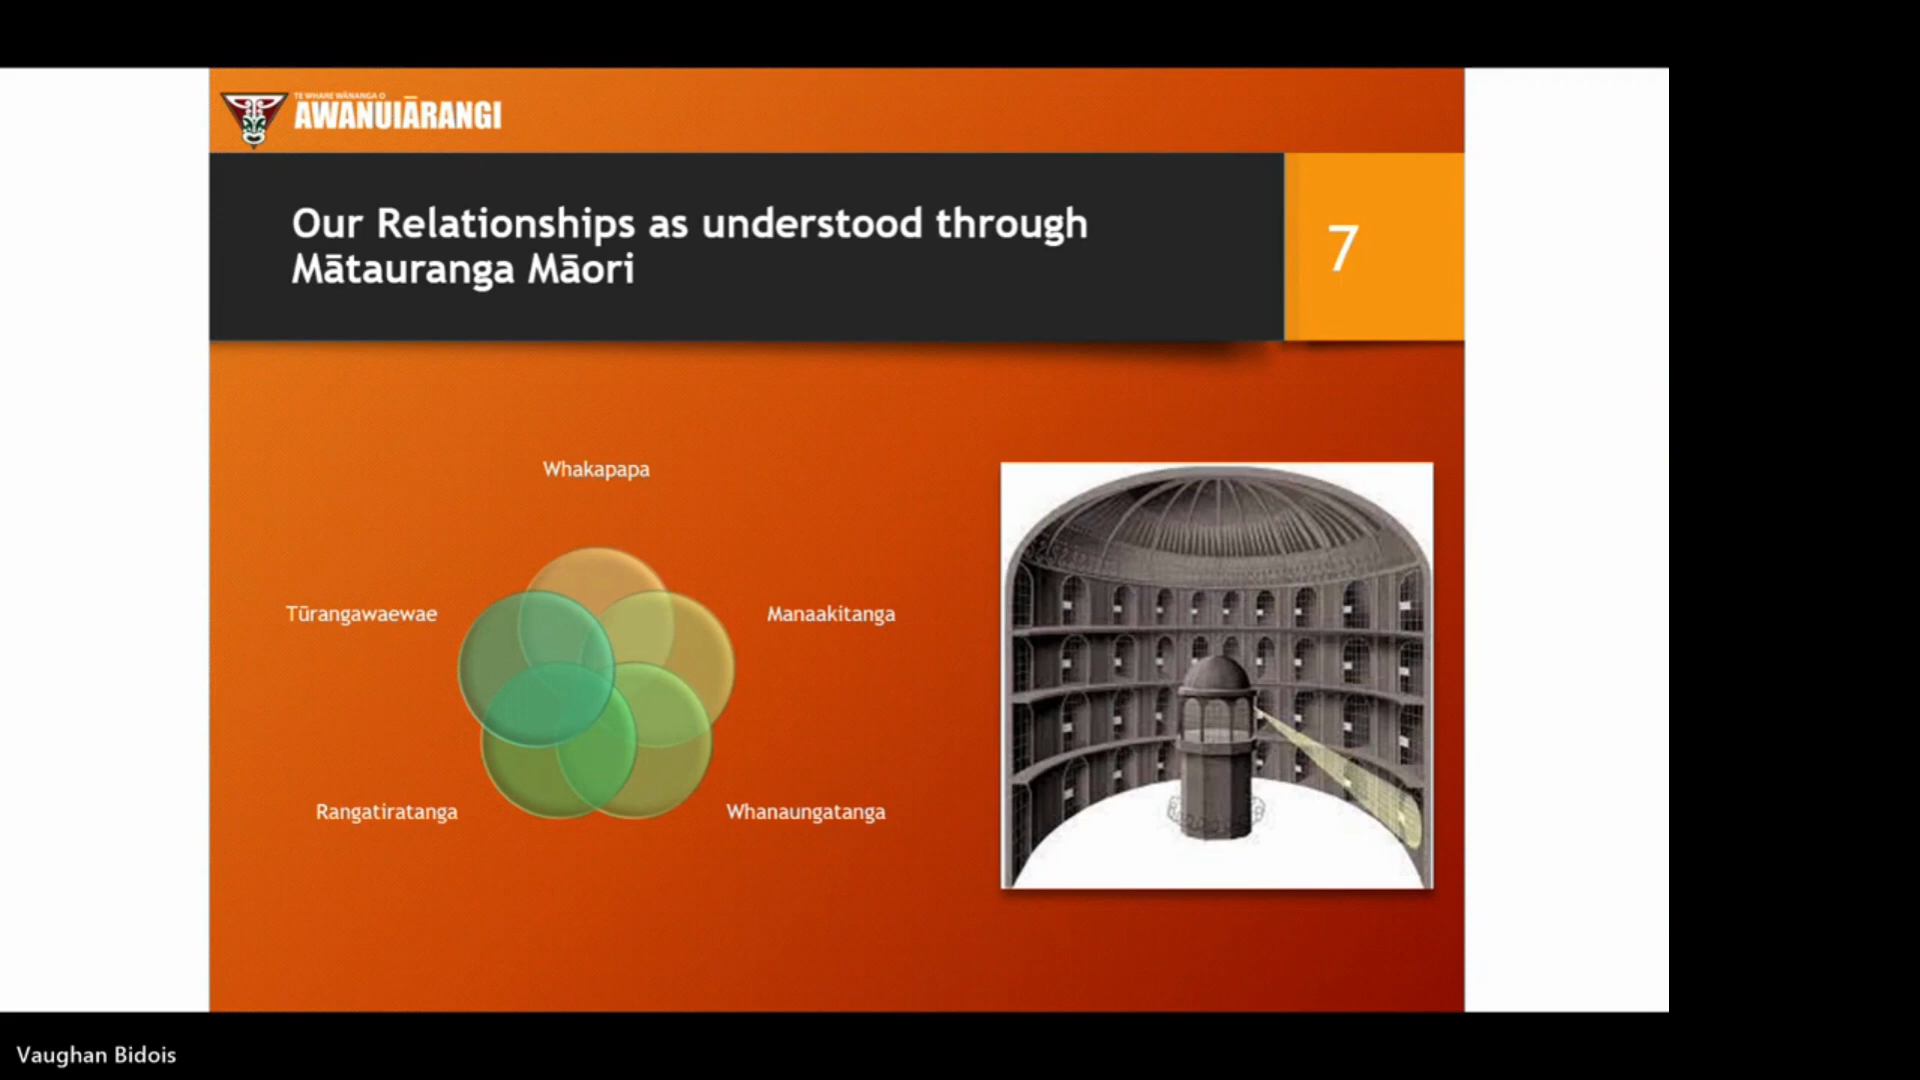 TE WHARE WĀNANGA O
AWANUIĀRANGI
Our Relationships as understood through
Mātauranga Māori
7
Whakapapa
Tūrangawaewae
Manaakitanga
Rangatiratanga
Whanaungatanga
Vaughan Bidois